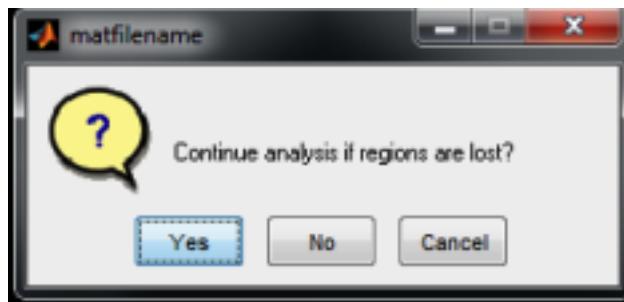 matfilename
?
Continue analysis if regions are lost?
Yes No Cancel